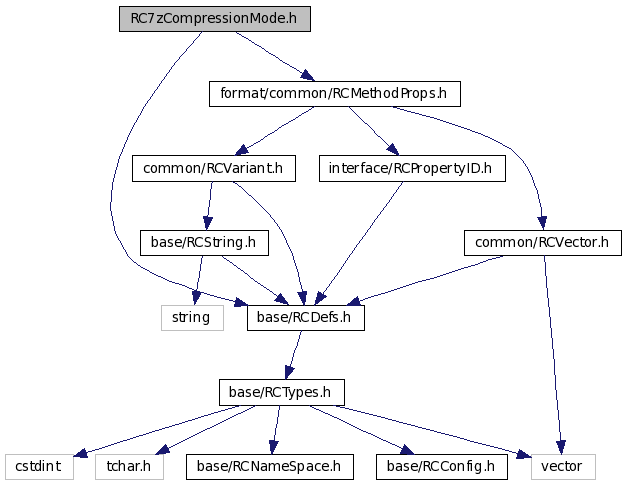 RC7zCompressionMode.h
format/common/RCMethodProps.h
common/RCVariant.h
interface/RCPropertyID.h
base/RCString.h
common/RCVector.h
string
base/RCDefs.h
base/RCTypes.h
cstdint
tchar.h
base/RCNameSpace.h
base/RCConfig.h
vector